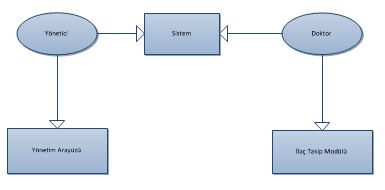 Yönetici
Sistem
Doktor
Yönetim Arayüzü
İlaç Takip Modülü